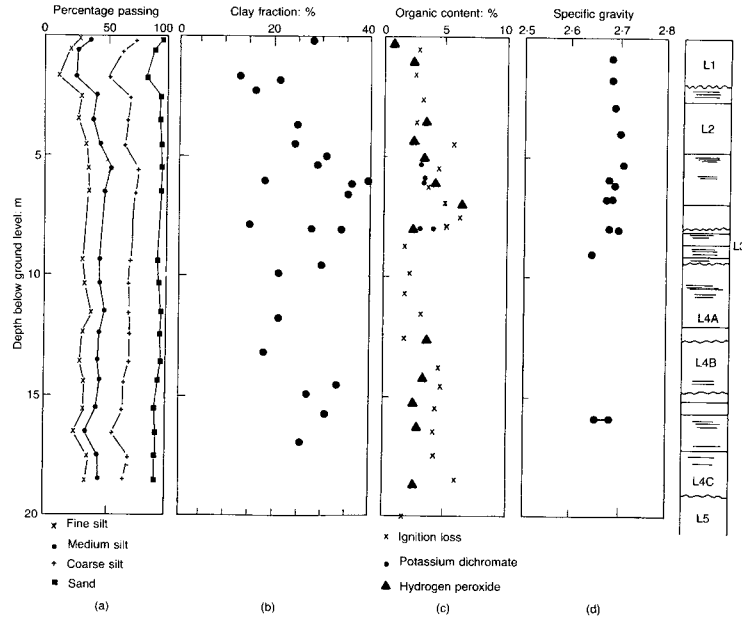 Percentage passing
0 50 100
Clay fraction: %
0 20 40
Organic content: %
0 5 10
Specific gravity
2·5 2·6 2·7 2·8
Depth below ground level: m
0
5
10
15
20
L1
L2
L4A
L4B
L4C
L5
x Fine silt
Medium silt
+ Coarse silt
Sand
x Ignition loss
Potassium dichromate
Hydrogen peroxide
(a) (b) (c) (d)